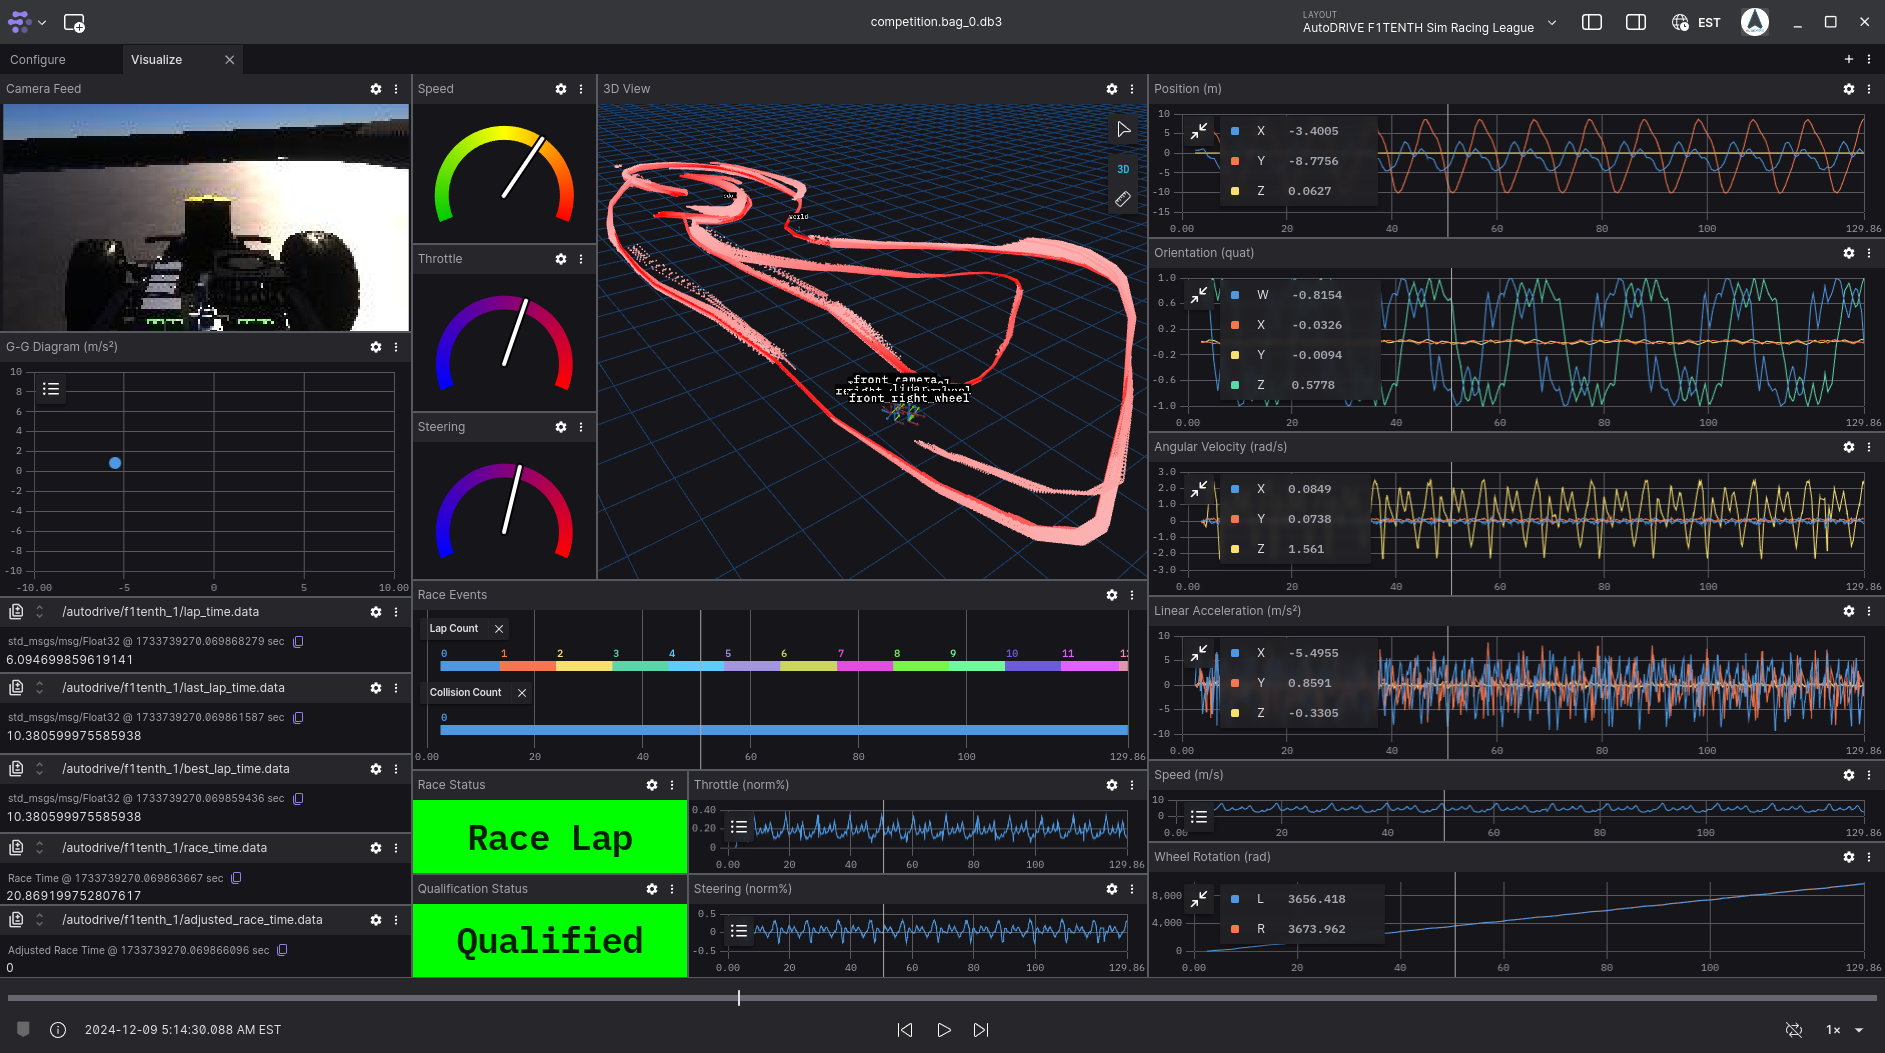 competition.bag_0.db3
LAYOUT
AutoDRIVE F1TENTH Sim Racing League
EST
Configure
Visualize
Camera Feed
G-G Diagram (m/s²)
10
8
6
4
2
0
-2
-4
-6
-8
-10
-10.00
-5
0
5
10.00
/autodrive/f1tenth_1/lap_time.data
std_msgs/msg/Float32 @ 1733739270.069868279 sec
6.094699859619141
/autodrive/f1tenth_1/last_lap_time.data
std_msgs/msg/Float32 @ 1733739270.069861587 sec
10.380599975585938
/autodrive/f1tenth_1/best_lap_time.data
std_msgs/msg/Float32 @ 1733739270.069859436 sec
10.380599975585938
/autodrive/f1tenth_1/race_time.data
Race Time @ 1733739270.069863667 sec
20.869199752807617
/autodrive/f1tenth_1/adjusted_race_time.data
Adjusted Race Time @ 1733739270.069866096 sec
0
Speed
Throttle
Steering
3D View
3D
world
front_camera
front_right_wheel
Race Events
Lap Count
0 1 2 3 4 5 6 7 8 9 10 11
Collision Count
0
0.00 20 40 60 80 100 129.86
Race Status
Race Lap
Qualification Status
Qualified
Throttle (norm%)
0.40
0.20
0
0.00 20 40 60 80 100 129.86
Steering (norm%)
0.5
0
-0.5
0.00 20 40 60 80 100 129.86
Position (m)
10
5
0
-5
-10
-15
X -3.4005
Y -8.7756
Z 0.0627
0.00 20 40 60 80 100 129.86
Orientation (quat)
1.0
0.6
0.2
-0.2
-0.6
-1.0
W -0.8154
X -0.0326
Y -0.0094
Z 0.5778
0.00 20 40 60 80 100 129.86
Angular Velocity (rad/s)
3.0
2.0
1.0
0
-1.0
-2.0
-3.0
X 0.0849
Y 0.0738
Z 1.561
0.00 20 40 60 80 100 129.86
Linear Acceleration (m/s²)
10
5
0
-5
-10
X -5.4955
Y 0.8591
Z -0.3305
0.00 20 40 60 80 100 129.86
Speed (m/s)
10
0
20 40 60 80 100 129.86
Wheel Rotation (rad)
8,000
4,000
0
L 3656.418
R 3673.962
0.00 20 40 60 80 100 129.86
2024-12-09 5:14:30.088 AM EST
1×